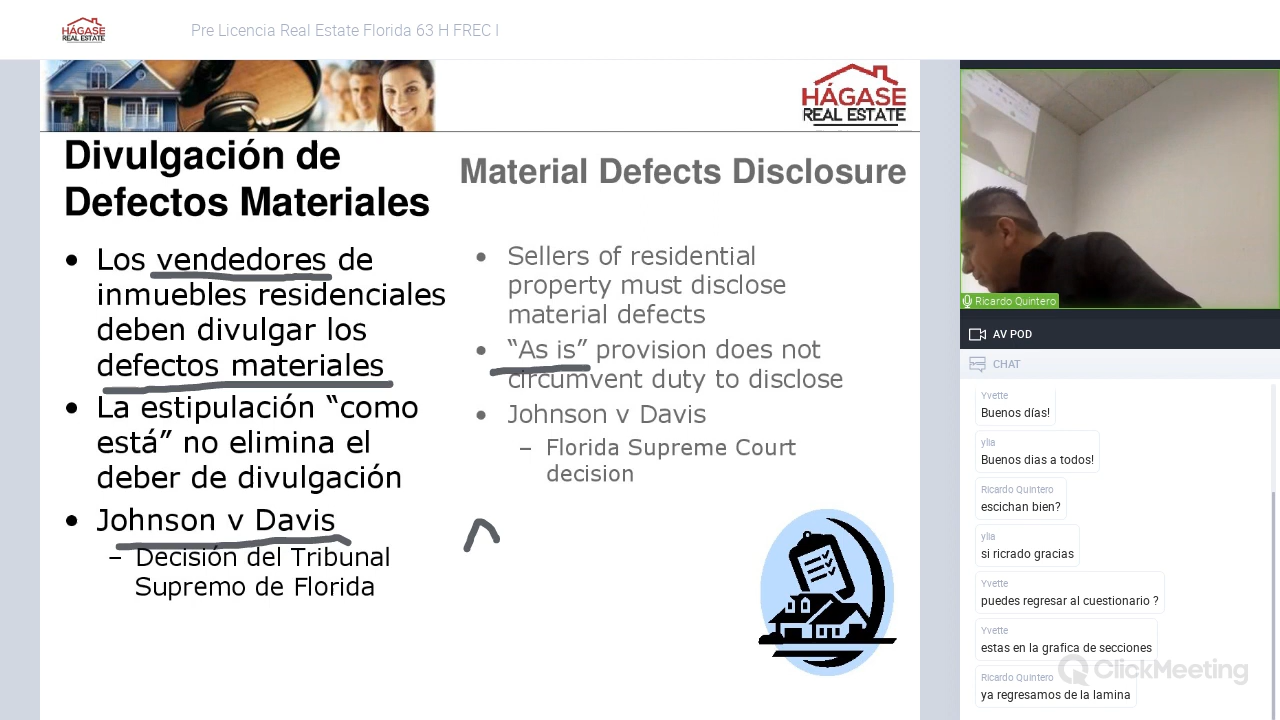 HÁGASE
REAL ESTATE
Pre Licencia Real Estate Florida 63 H FREC I
HÁGASE
REAL ESTATE
Divulgación de
Defectos Materiales
• Los vendedores de
inmuebles residenciales
deben divulgar los
defectos materiales
• La estipulación “como
está” no elimina el
deber de divulgación
• Johnson v Davis
– Decisión del Tribunal
Supremo de Florida
Material Defects Disclosure
• Sellers of residential
property must disclose
material defects
• “As is” provision does not
circumvent duty to disclose
• Johnson v Davis
– Florida Supreme Court
decision
Ricardo Quintero
AV POD
CHAT
Yvette
Buenos días!
ylia
Buenos dias a todos!
Ricardo Quintero
escichan bien?
ylia
si ricrado gracias
Yvette
puedes regresar al cuestionario ?
Yvette
estas en la grafica de secciones
Ricardo Quintero
ya regresamos de la lamina
ClickMeeting